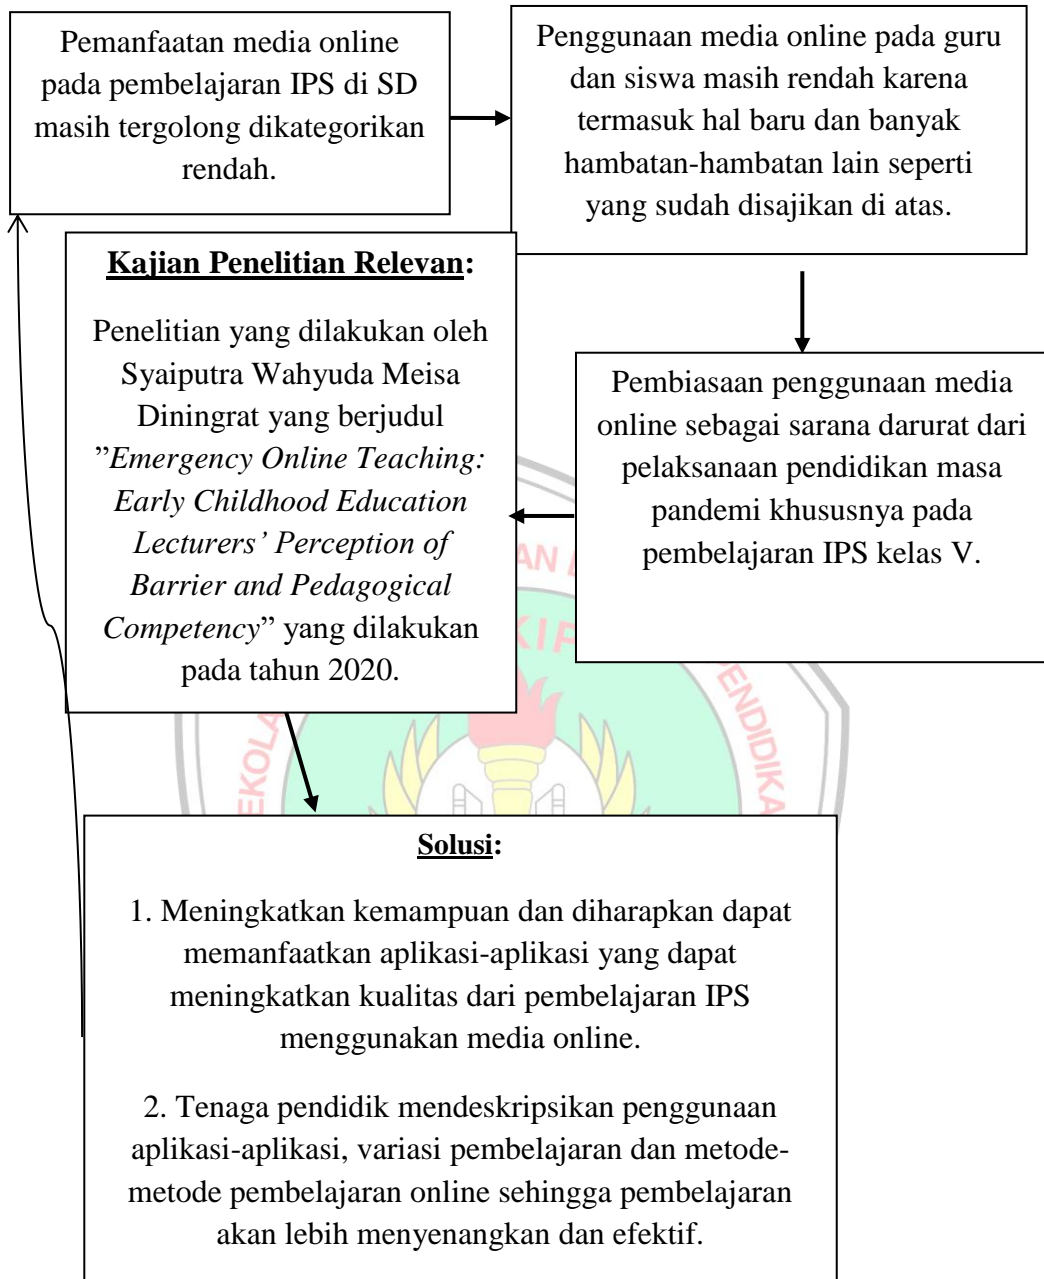 Pemanfaatan media online
pada pembelajaran IPS di SD
masih tergolong dikategorikan
rendah.
Penggunaan media online pada guru
dan siswa masih rendah karena
termasuk hal baru dan banyak
hambatan-hambatan lain seperti
yang sudah disajikan di atas.
Pembiasaan penggunaan media
online sebagai sarana darurat dari
pelaksanaan pendidikan masa
pandemi khususnya pada
pembelajaran IPS kelas V.
Kajian Penelitian Relevan:
Penelitian yang dilakukan oleh
Syaiputra Wahyuda Meisa
Diningrat yang berjudul
”Emergency Online Teaching:
Early Childhood Education
Lecturers’ Perception of
Barrier and Pedagogical
Competency” yang dilakukan
pada tahun 2020.
Solusi:
1. Meningkatkan kemampuan dan diharapkan dapat
memanfaatkan aplikasi-aplikasi yang dapat
meningkatkan kualitas dari pembelajaran IPS
menggunakan media online.
2. Tenaga pendidik mendeskripsikan penggunaan
aplikasi-aplikasi, variasi pembelajaran dan metode-
metode pembelajaran online sehingga pembelajaran
akan lebih menyenangkan dan efektif.